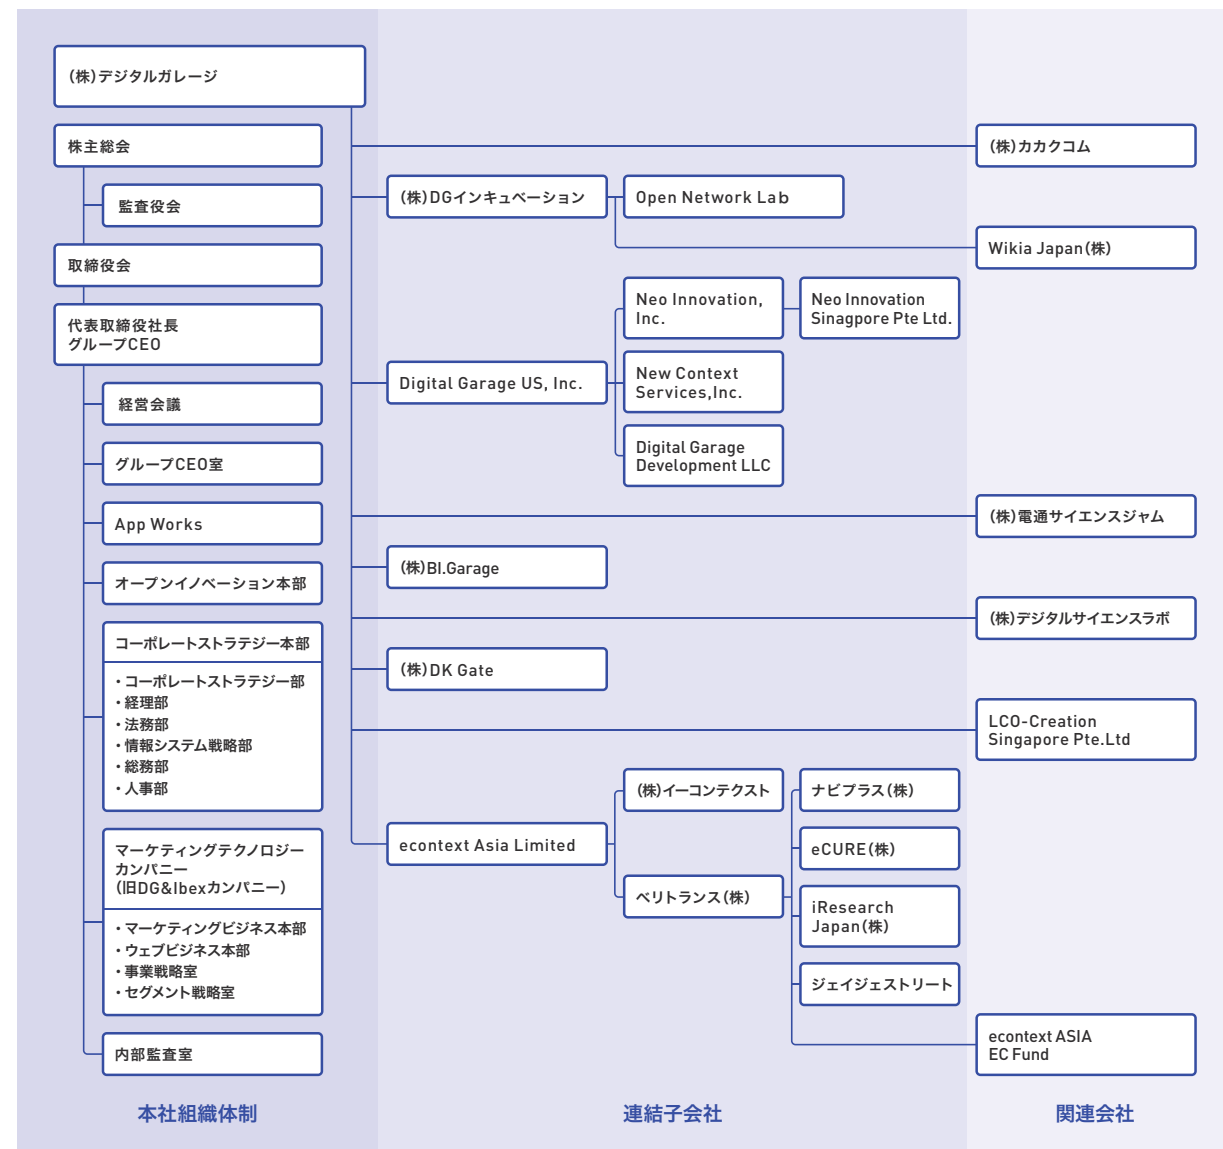 (株)デジタルガレージ
株主総会
監査役会
取締役会
代表取締役社長
グループCEO
経営会議
グループCEO室
App Works
オープンイノベーション本部
コーポレートストラテジー本部
・コーポレートストラテジー部
・経理部
・法務部
・情報システム戦略部
・総務部
・人事部
マーケティングテクノロジー
カンパニー
(旧DG&Ibexカンパニー)
・マーケティングビジネス本部
・ウェブビジネス本部
・事業戦略室
・セグメント戦略室
内部監査室
本社組織体制
(株)DGインキュベーション
Open Network Lab
Digital Garage US, Inc.
Neo Innovation,
Inc.
Neo Innovation
Sinagpore Pte Ltd.
New Context
Services,Inc.
Digital Garage
Development LLC
(株)BI.Garage
(株)DK Gate
econtext Asia Limited
(株)イーコンテクスト
ベリトランス(株)
ナビプラス(株)
eCURE(株)
iResearch
Japan(株)
ジェイジェストリート
連結子会社
(株)カカクコム
Wikia Japan(株)
(株)電通サイエンスジャム
(株)デジタルサイエンスラボ
LCO-Creation
Singapore Pte.Ltd
econtext ASIA
EC Fund
関連会社